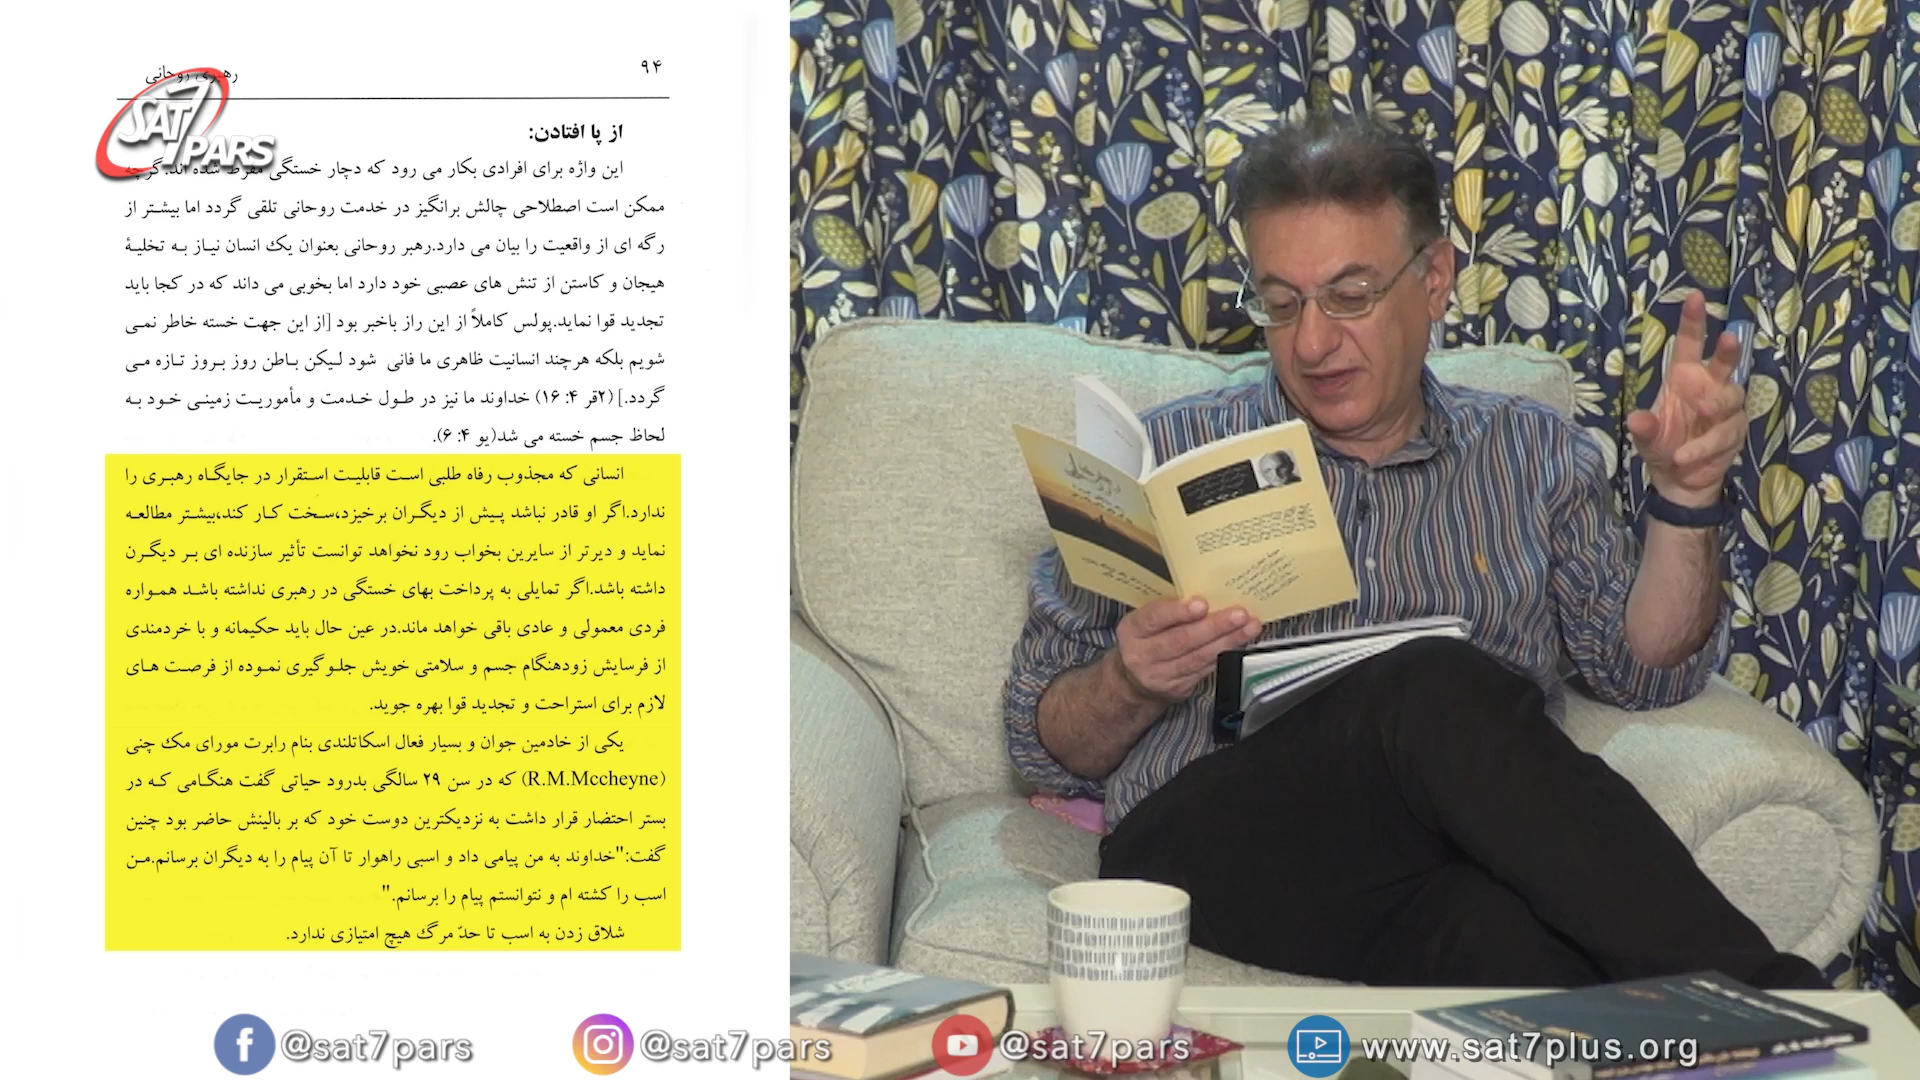 ۹۴
رهبری روحانی
SAT 7 PARS
از پا افتادن:
این واژه برای افرادی بکار می رود که دچار خستگی مفرط شده اند.گرچه
ممکن است اصطلاحی چالش برانگیز در خدمت روحانی تلقی گردد اما بیشتر از
رگه ای از واقعیت را بیان می دارد.رهبر روحانی بعنوان یک انسان نیاز به تخلیۀ
هیجان و کاستن از تنش های عصبی خود دارد اما بخوبی می داند که در کجا باید
تجدید قوا نماید.پولس کاملاً از این راز باخبر بود [از این جهت خسته خاطر نمی
شویم بلکه هرچند انسانیت ظاهری ما فانی شود لیکن باطن روز بروز تازه می
گردد.] (۲قر ۴: ۱۶) خداوند ما نیز در طول خدمت و مأموریت زمینی خود به
لحاظ جسم خسته می شد(یو ۴: ۶).
انسانی که مجذوب رفاه طلبی است قابلیت استقرار در جایگاه رهبری را
ندارد.اگر او قادر نباشد پیش از دیگران برخیزد،سخت کار کند،بیشتر مطالعه
نماید و دیرتر از سایرین بخواب رود نخواهد توانست تأثیر سازنده ای بر دیگرن
داشته باشد.اگر تمایلی به پرداخت بهای خستگی در رهبری نداشته باشد همواره
فردی معمولی و عادی باقی خواهد ماند.در عین حال باید حکیمانه و با خردمندی
از فرسایش زودهنگام جسم و سلامتی خویش جلوگیری نموده از فرصت های
لازم برای استراحت و تجدید قوا بهره جوید.
یکی از خادمین جوان و بسیار فعال اسکاتلندی بنام رابرت مورای مک چنی
(R.M.Mccheyne) که در سن ۲۹ سالگی بدرود حیاتی گفت هنگامی که در
بستر احتضار قرار داشت به نزدیکترین دوست خود که بر بالینش حاضر بود چنین
گفت:"خداوند به من پیامی داد و اسبی راهوار تا آن پیام را به دیگران برسانم.من
اسب را کشته ام و نتوانستم پیام را برسانم."
شلاق زدن به اسب تا حدّ مرگ هیچ امتیازی ندارد.
@sat7pars
@sat7pars
@sat7pars
www.sat7plus.org